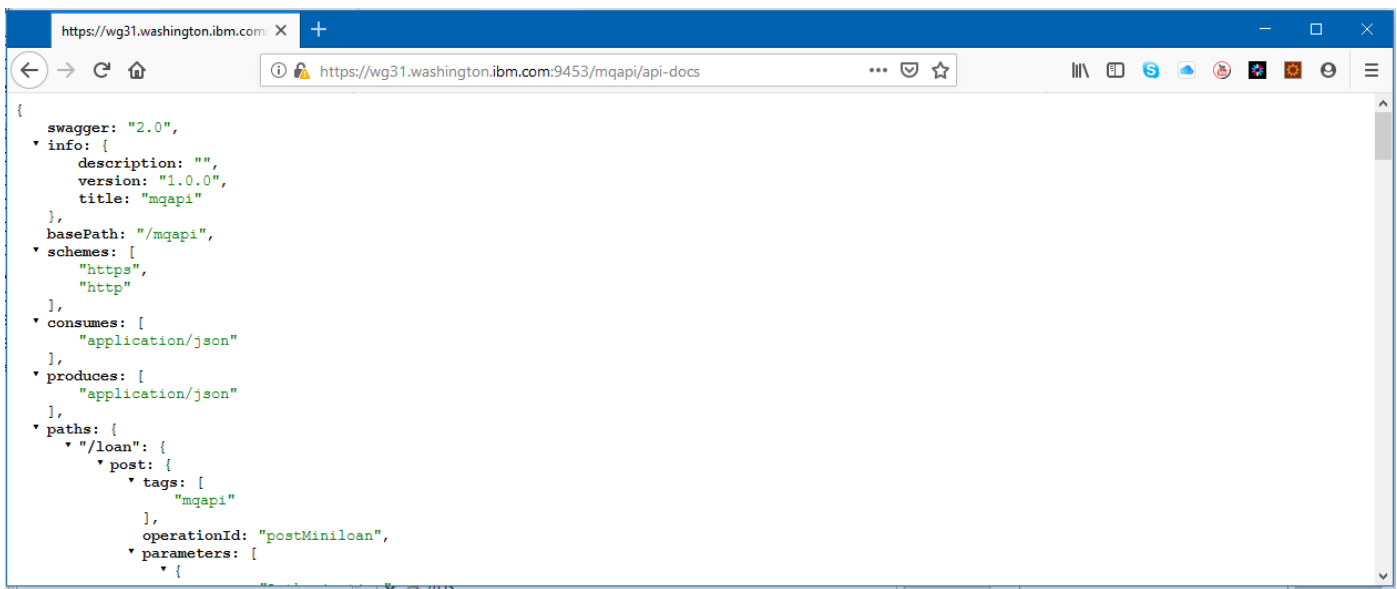 https://wg31.washington.ibm.com:
https://wg31.washington.ibm.com:9453/mqapi/api-docs
{
swagger: "2.0",
info: {
description: "",
version: "1.0.0",
title: "mqapi"
},
basePath: "/mqapi",
schemes: [
"https",
"http"
],
consumes: [
"application/json"
],
produces: [
"application/json"
],
paths: {
"/loan": {
post: {
tags: [
"mqapi"
],
operationId: "postMiniloan",
parameters: [
{